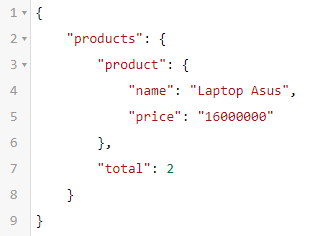 1 {
2 "products": {
3 "product": {
4 "name": "Laptop Asus",
5 "price": "16000000"
6 },
7 "total": 2
8 }
9 }